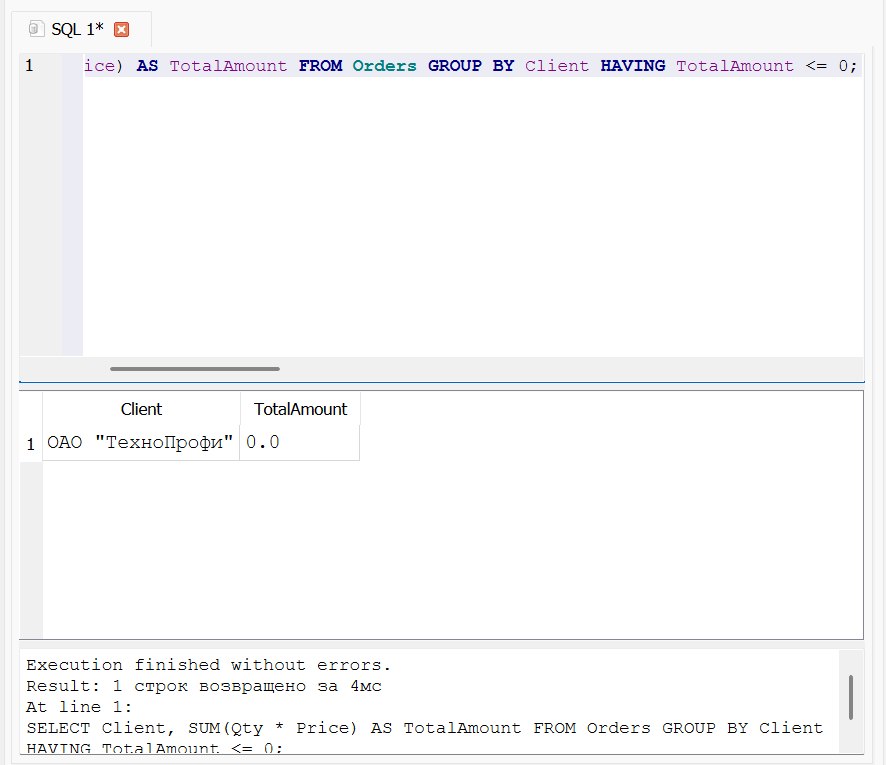 SQL 1*
1 ice) AS TotalAmount FROM Orders GROUP BY Client HAVING TotalAmount <= 0;
Client TotalAmount
1 ОАО "ТехноПрофи" 0.0
Execution finished without errors.
Result: 1 строк возвращено за 4мс
At line 1:
SELECT Client, SUM(Qty * Price) AS TotalAmount FROM Orders GROUP BY Client
HAVING TotalAmount <= 0;